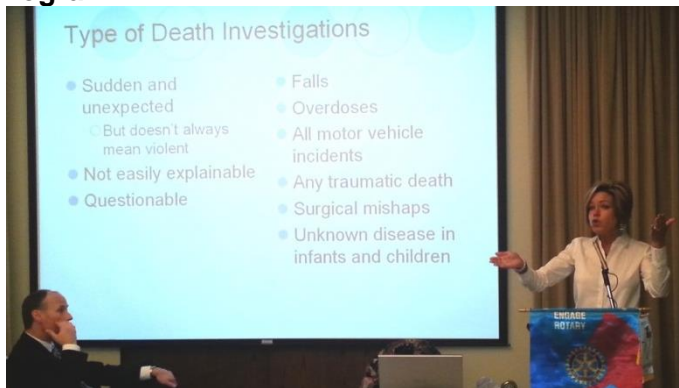 Type of Death Investigations
Sudden and
unexpected
But doesn't always
mean violent
Not easily explainable
Questionable
Falls
Overdoses
All motor vehicle
incidents
Any traumatic death
Surgical mishaps
Unknown disease in
infants and children
ENGAGE
ROTARY